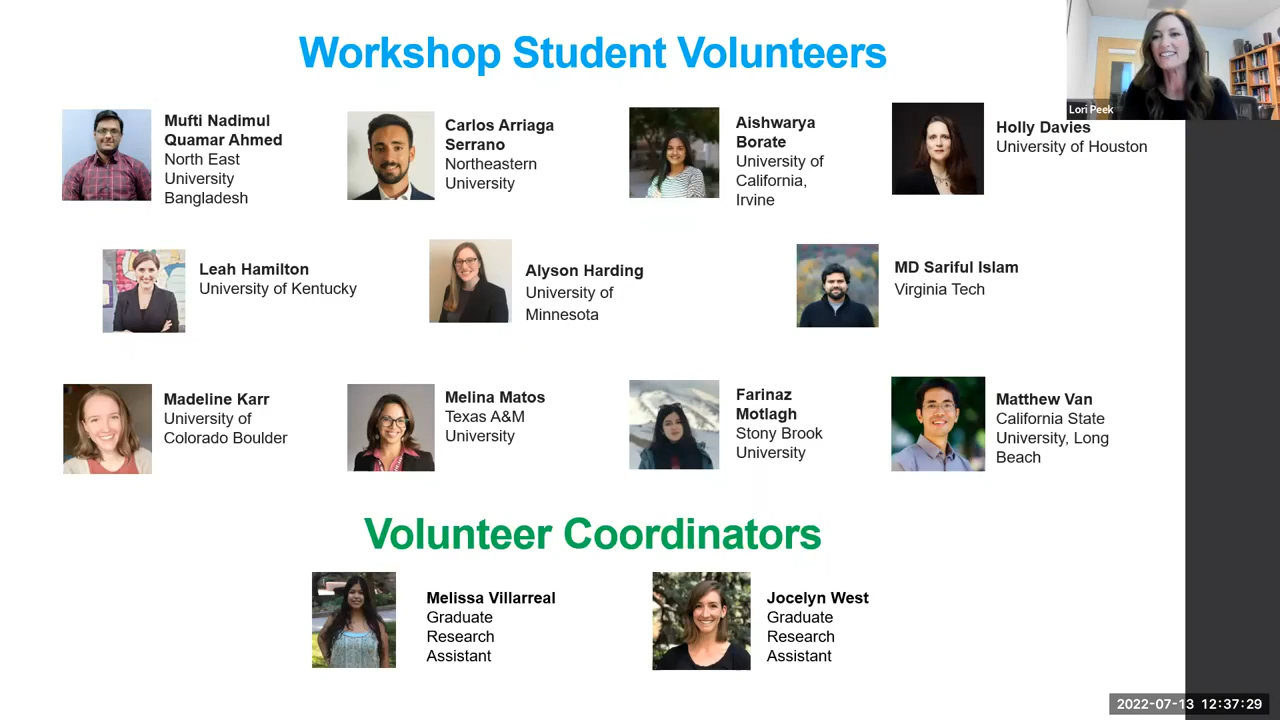 Workshop Student Volunteers
Lori Peek
Mufti Nadimul
Quamar Ahmed
North East
University
Bangladesh
Carlos Arriaga
Serrano
Northeastern
University
Aishwarya
Borate
University of
California,
Irvine
Holly Davies
University of Houston
Leah Hamilton
University of Kentucky
Alyson Harding
University of
Minnesota
MD Sariful Islam
Virginia Tech
Madeline Karr
University of
Colorado Boulder
Melina Matos
Texas A&M
University
Farinaz
Motlagh
Stony Brook
University
Matthew Van
California State
University, Long
Beach
Volunteer Coordinators
Melissa Villarreal
Graduate
Research
Assistant
Jocelyn West
Graduate
Research
Assistant
2022-07-13 12:37:29